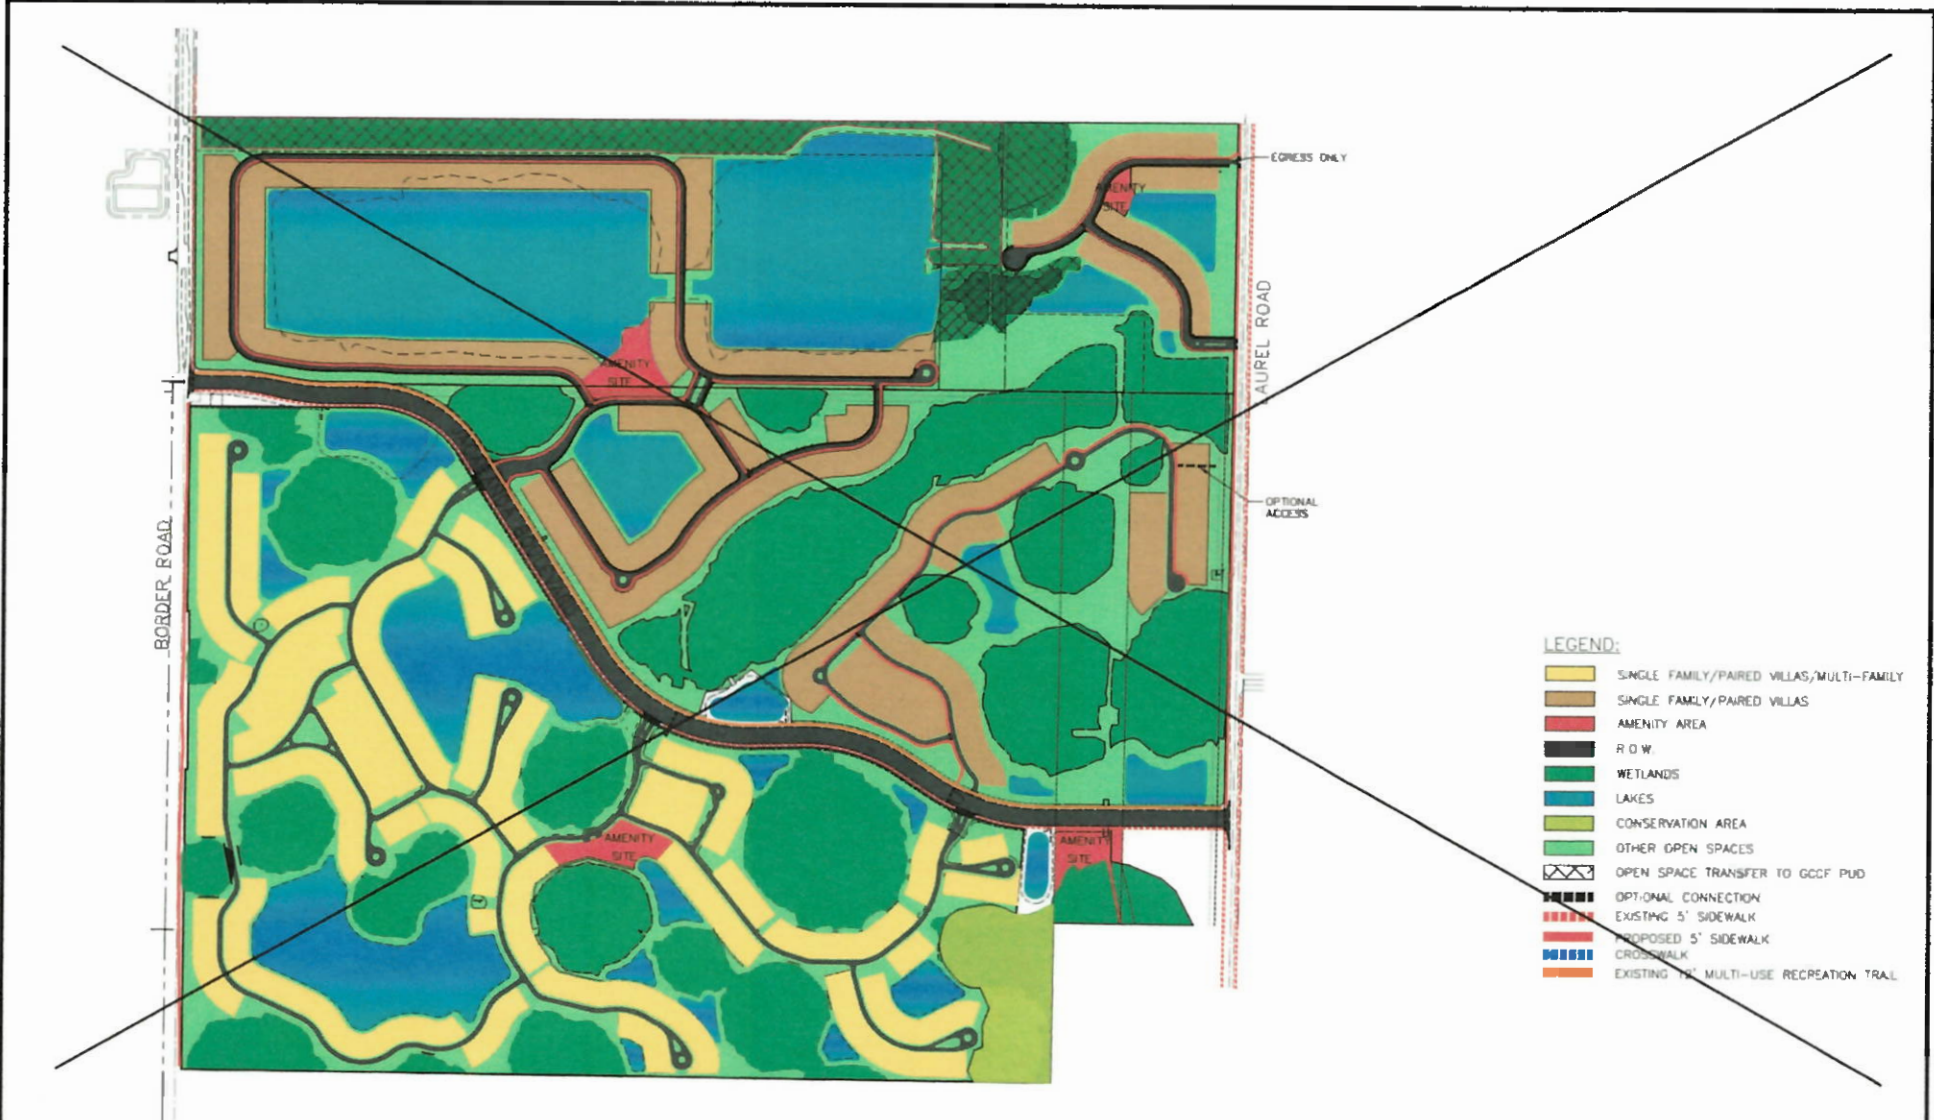 EGRESS ONLY
AMENITY
SITE
LAUREL ROAD
AMENITY
SITE
OPTIONAL
ACCESS
BORDER ROAD
AMENITY
SITE
AMENITY
SITE
LEGEND:
SINGLE FAMILY/PAIRED VILLAS/MULTI-FAMILY
SINGLE FAMILY/PAIRED VILLAS
AMENITY AREA
R.O.W.
WETLANDS
LAKES
CONSERVATION AREA
OTHER OPEN SPACES
OPEN SPACE TRANSFER TO GCCF PUD
OPTIONAL CONNECTION
EXISTING 5' SIDEWALK
PROPOSED 5' SIDEWALK
CROSSWALK
EXISTING 12' MULTI-USE RECREATION TRAIL